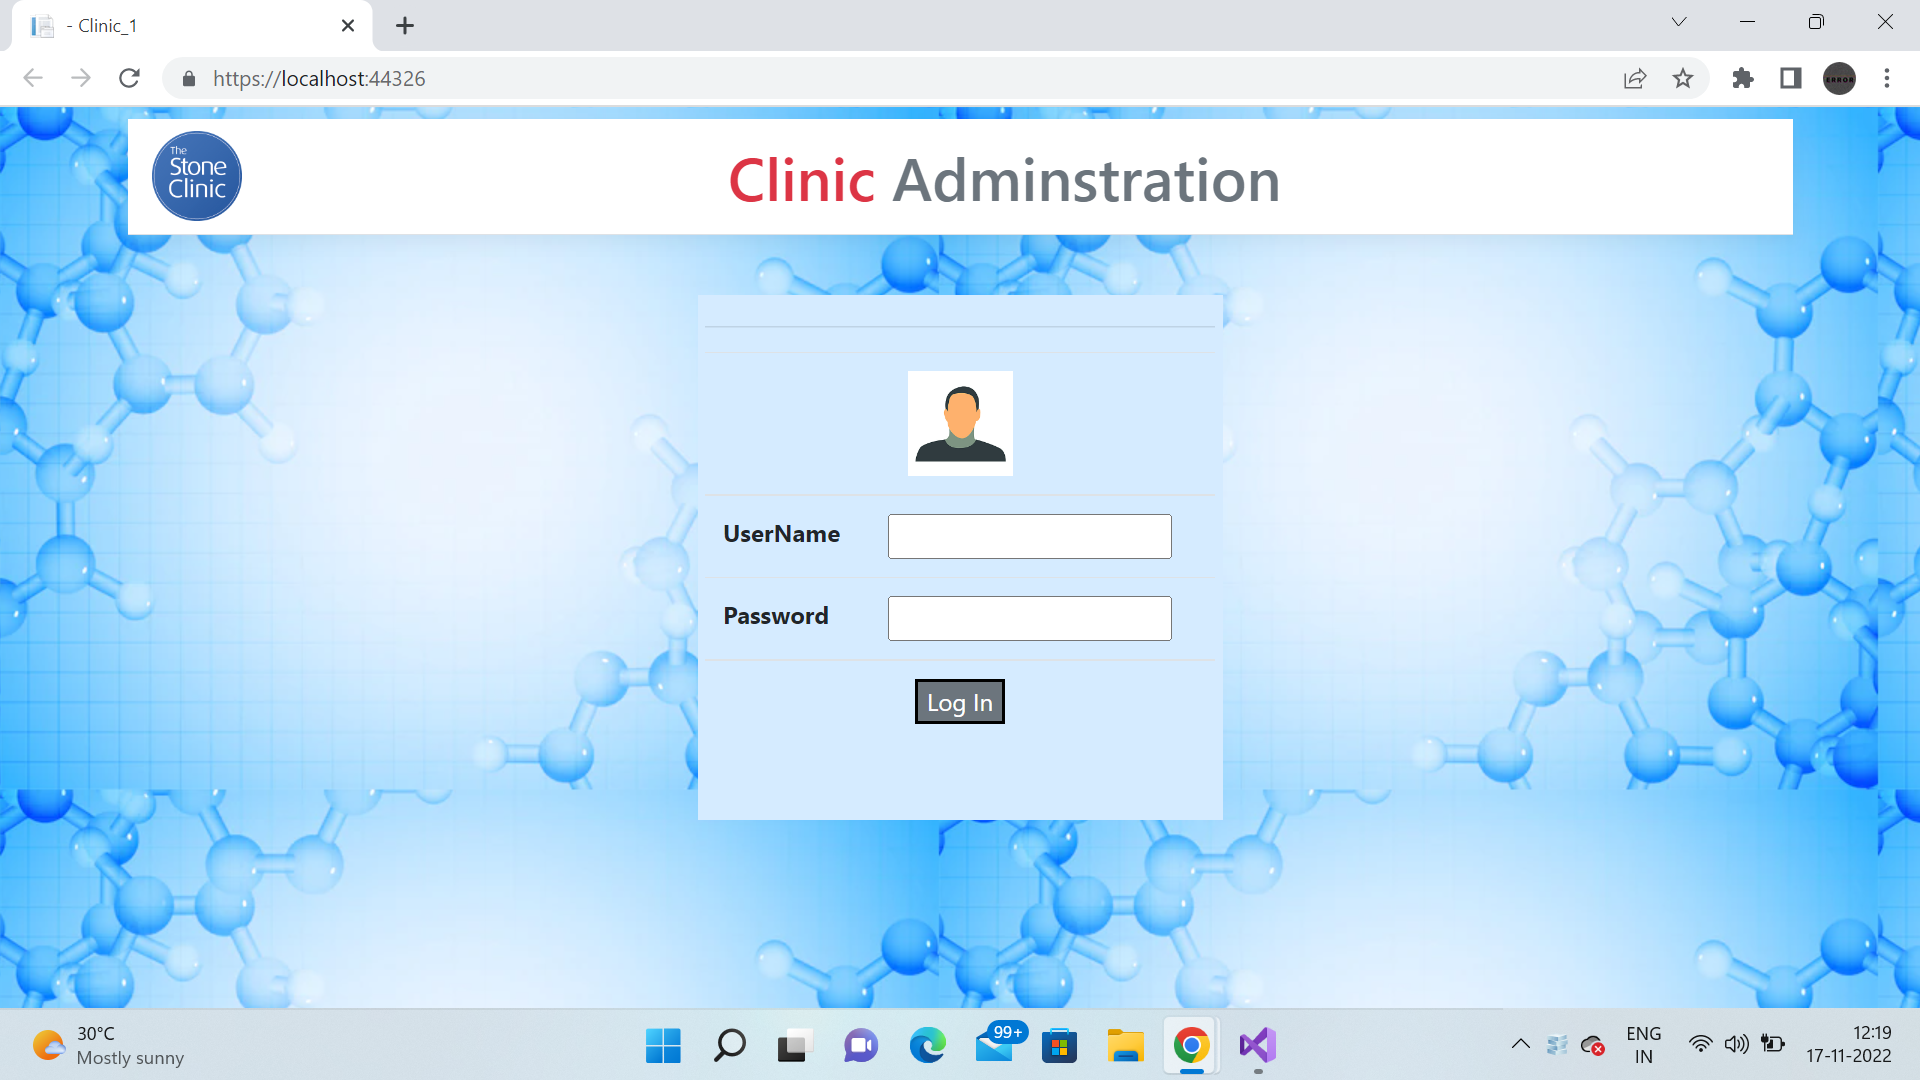 - Clinic_1
https://localhost:44326
ERROR
The
Stone
Clinic
Clinic Adminstration
UserName
Password
Log In
30°C
Mostly sunny
99+
ENG
IN
12:19
17-11-2022